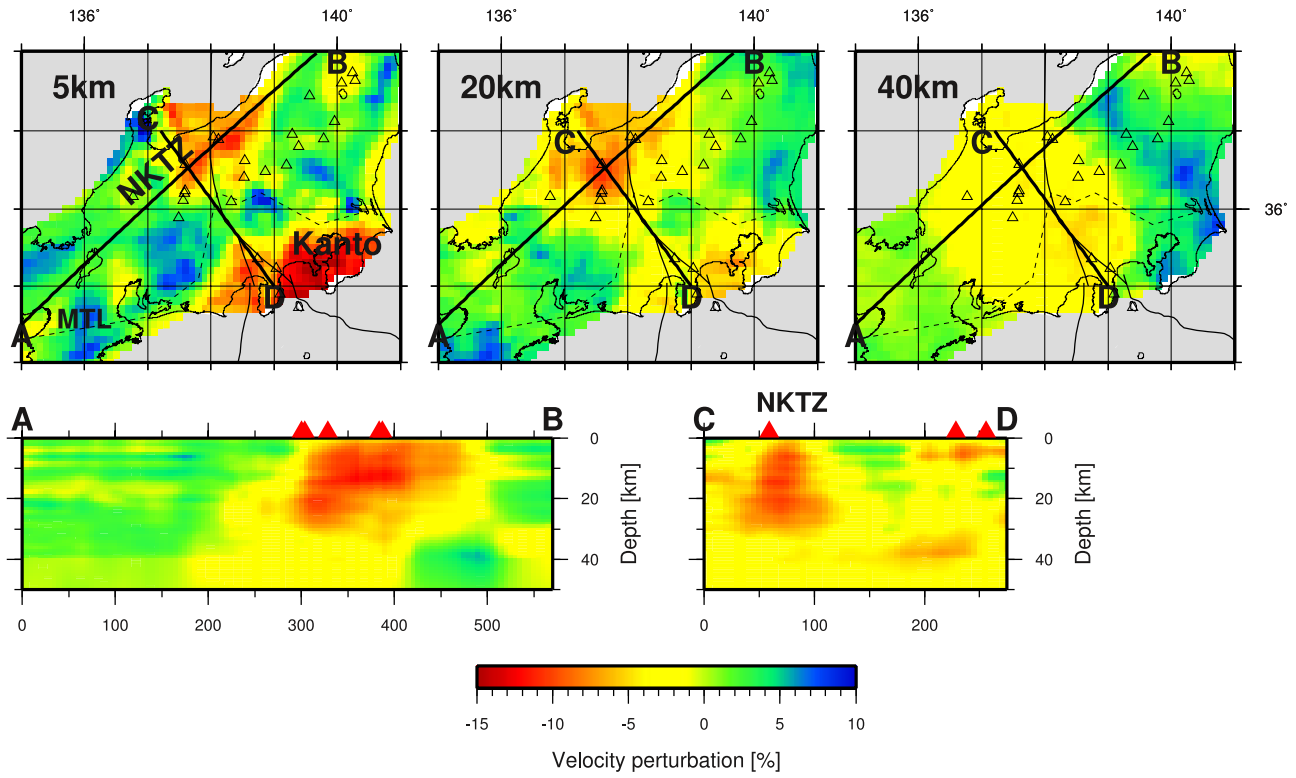 136° 140° 136° 140° 136° 140°
5km B 20km B 40km B
C C C
NKTZ
36°
Kanto
D D D
MTL
A A A
A B C NKTZ D
0 0
20 20
40 40
Depth [km] Depth [km]
0 100 200 300 400 500 0 100 200
-15 -10 -5 0 5 10
Velocity perturbation [%]